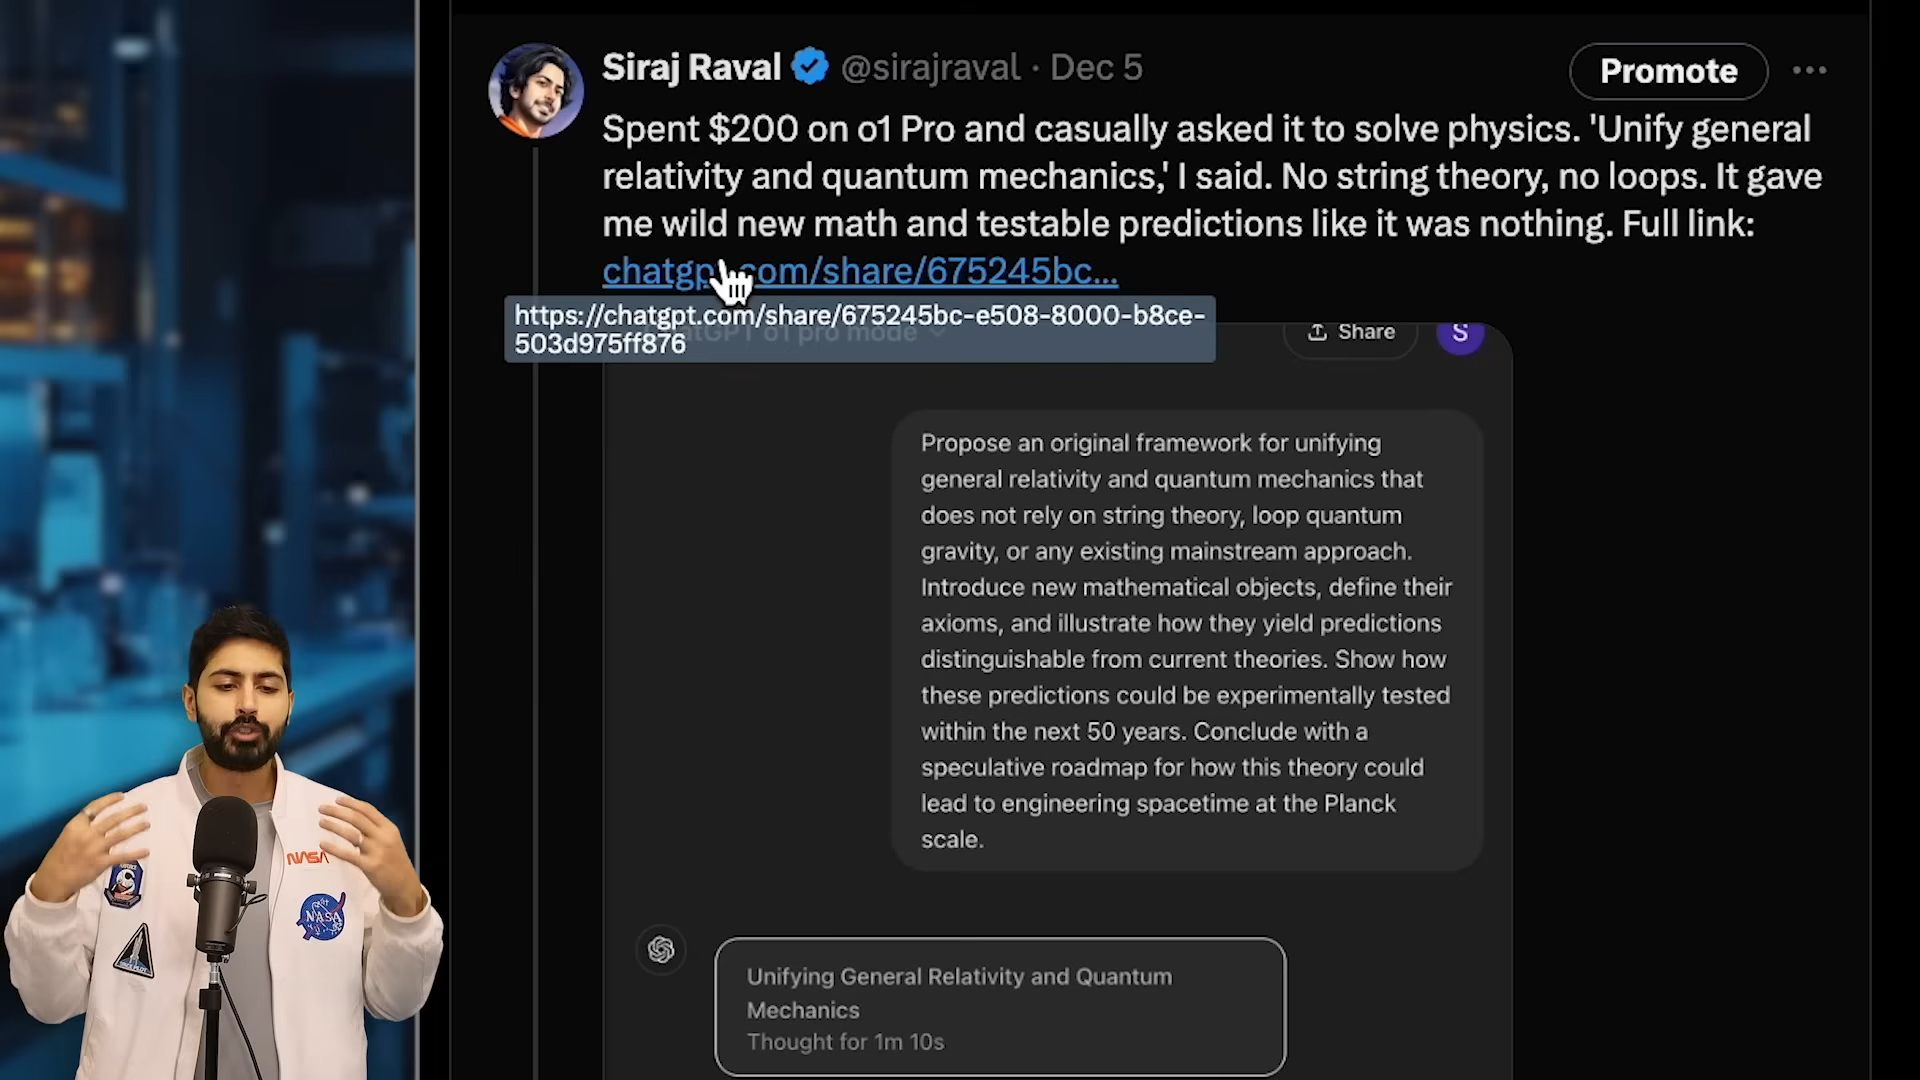 Siraj Raval @sirajraval · Dec 5
Promote
Spent $200 on o1 Pro and casually asked it to solve physics. 'Unify general
relativity and quantum mechanics,' I said. No string theory, no loops. It gave
me wild new math and testable predictions like it was nothing. Full link:
chatgpt.com/share/675245bc...
https://chatgpt.com/share/675245bc-e508-8000-b8ce-
503d975ff876
ChatGPT o1 pro mode
Share
S
Propose an original framework for unifying
general relativity and quantum mechanics that
does not rely on string theory, loop quantum
gravity, or any existing mainstream approach.
Introduce new mathematical objects, define their
axioms, and illustrate how they yield predictions
distinguishable from current theories. Show how
these predictions could be experimentally tested
within the next 50 years. Conclude with a
speculative roadmap for how this theory could
lead to engineering spacetime at the Planck
scale.
Unifying General Relativity and Quantum
Mechanics
Thought for 1m 10s
NASA
NASA